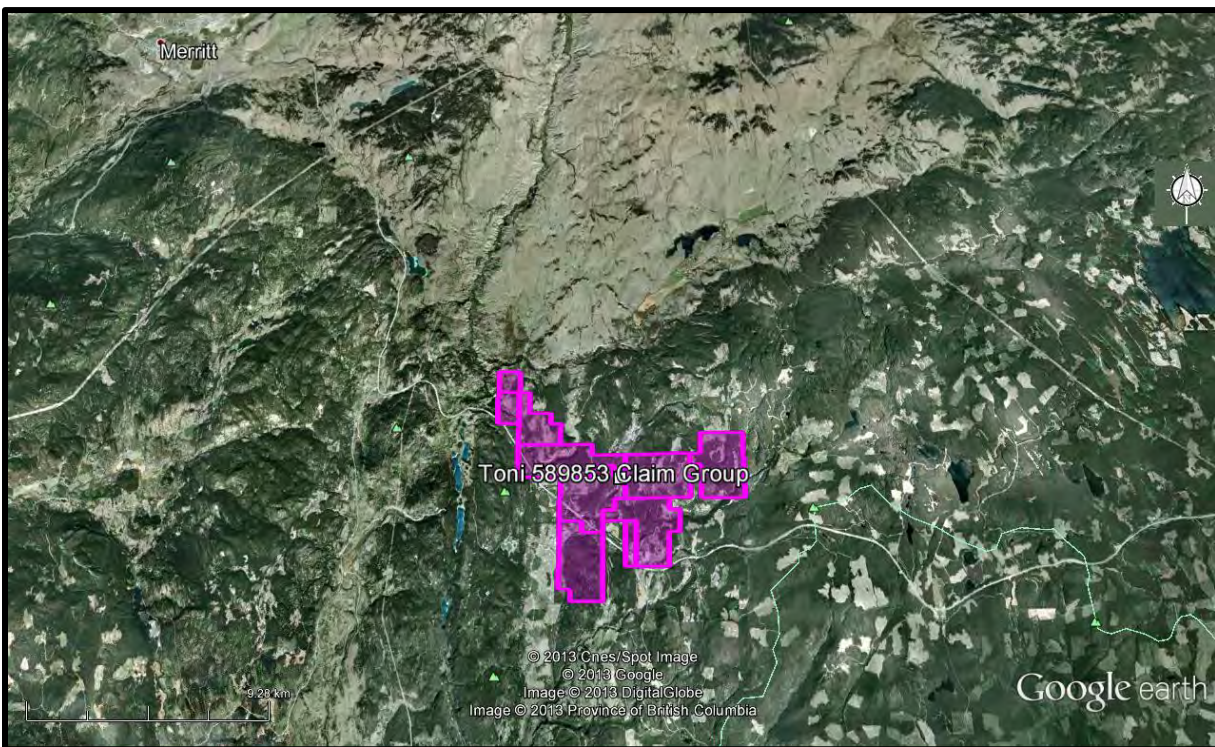 Merritt
Toni 589853 Claim Group
© 2013 Cnes/Spot Image
© 2013 Google
Image © 2013 DigitalGlobe
Image © 2013 Province of British Columbia
9.28 km
Google earth